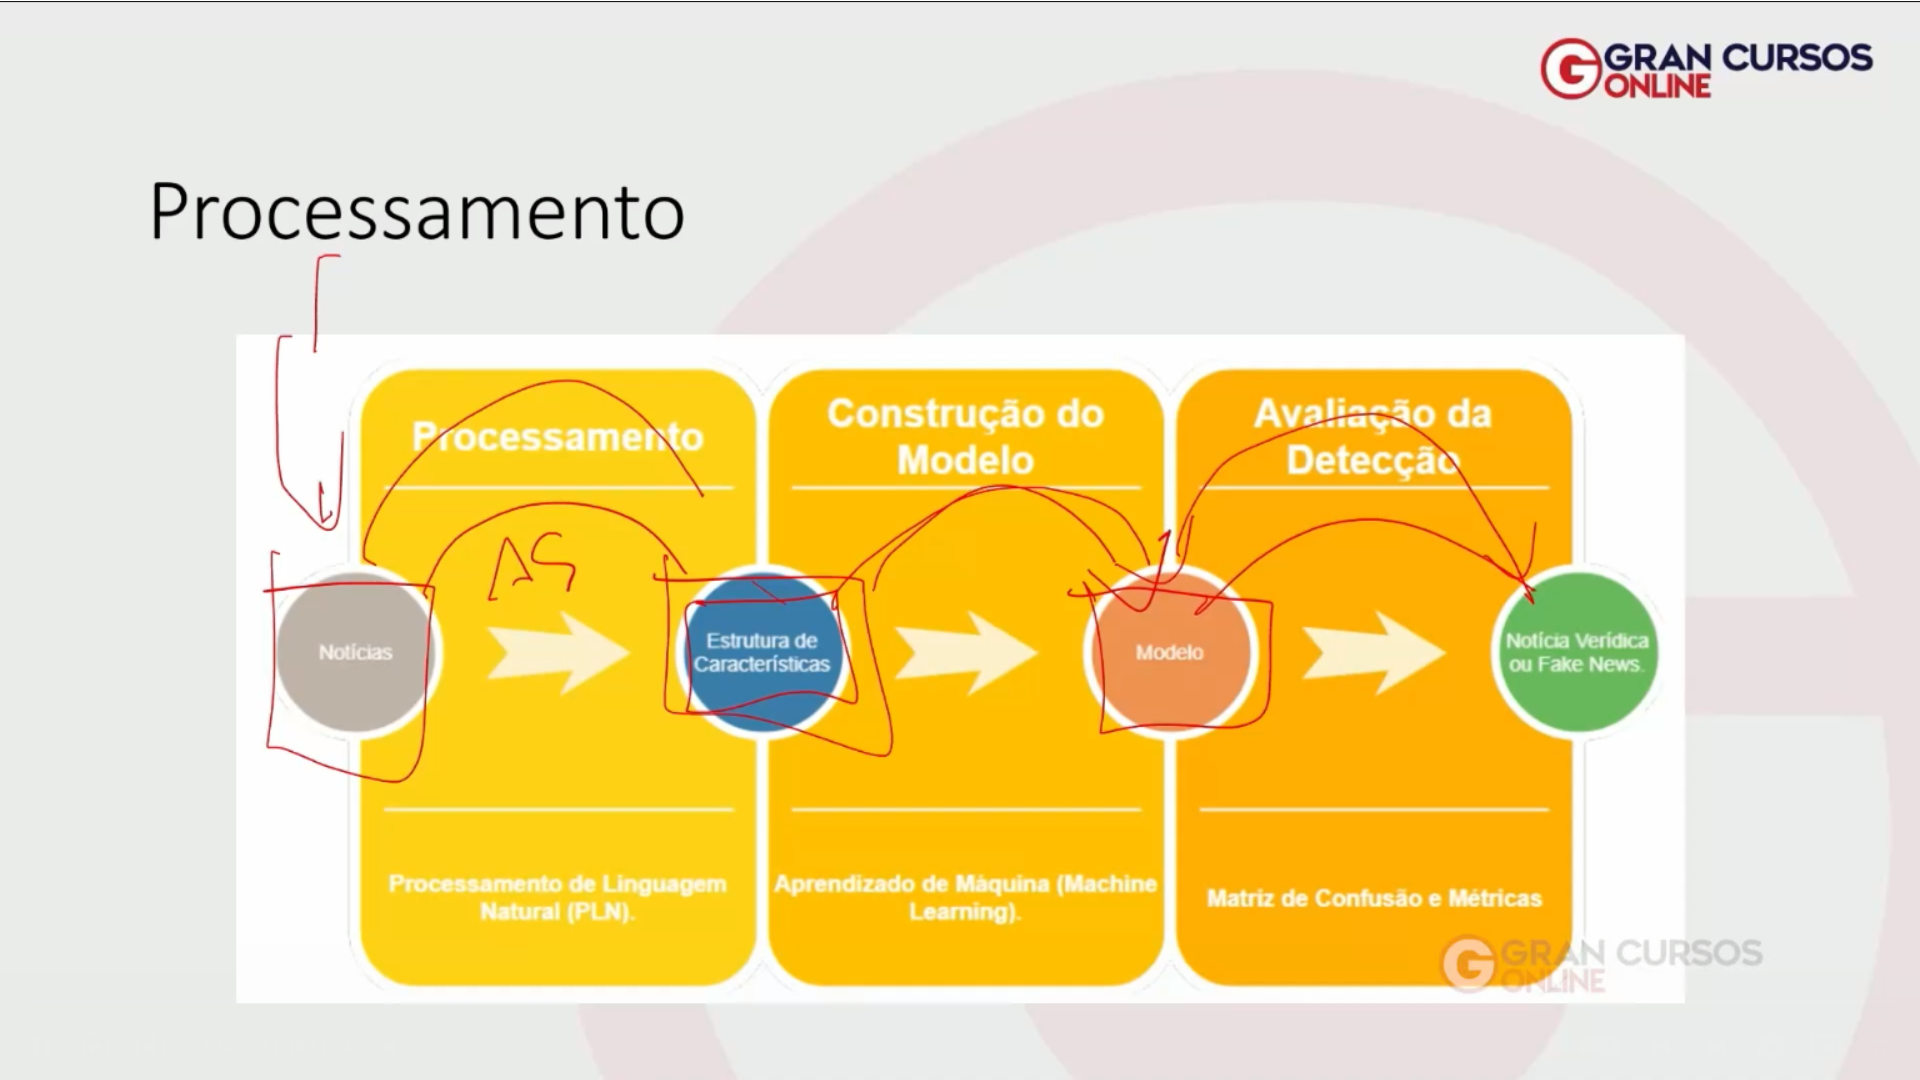 GRAN CURSOS
ONLINE
Processamento
Processamento
Construção do
Modelo
Avaliação da
Detecção
AS
Notícias
Estrutura de
Características
Modelo
Notícia Verídica
ou Fake News.
Processamento de Linguagem
Natural (PLN).
Aprendizado de Máquina (Machine
Learning).
Matriz de Confusão e Métricas
GRAN CURSOS
ONLINE